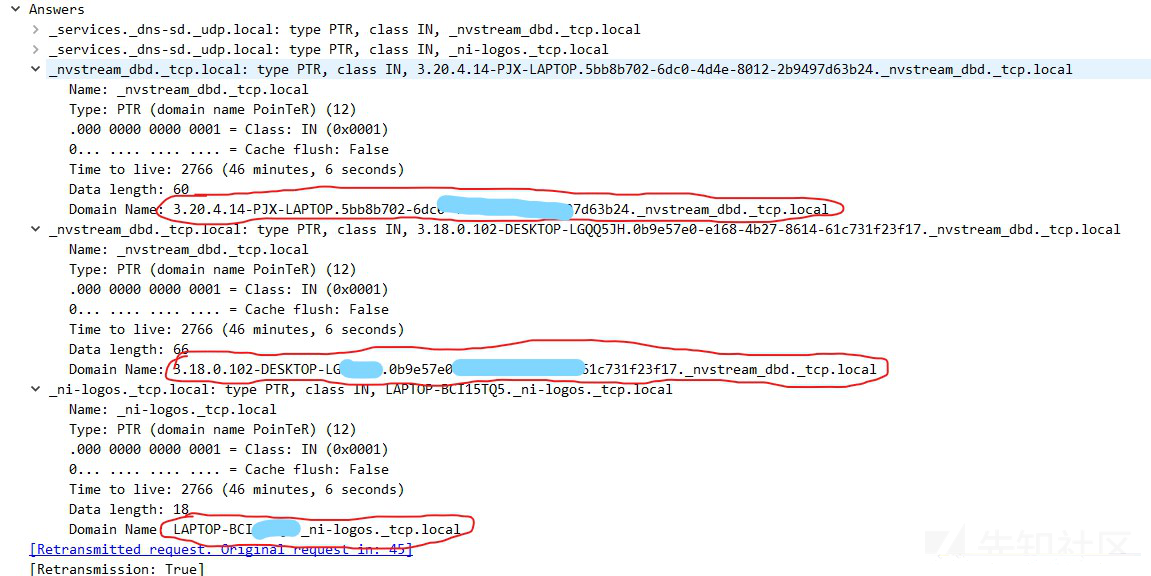 Answers
_services._dns-sd._udp.local: type PTR, class IN, _nvstream_dbd._tcp.local
_services._dns-sd._udp.local: type PTR, class IN, _ni-logos._tcp.local
_nvstream_dbd._tcp.local: type PTR, class IN, 3.20.4.14-PJX-LAPTOP.5bb8b702-6dc0-4d4e-8012-2b9497d63b24._nvstream_dbd._tcp.local
Name: _nvstream_dbd._tcp.local
Type: PTR (domain name PoinTeR) (12)
.000 0000 0000 0001 = Class: IN (0x0001)
0... .... .... .... = Cache flush: False
Time to live: 2766 (46 minutes, 6 seconds)
Data length: 60
Domain Name: 3.20.4.14-PJX-LAPTOP.5bb8b702-6dc 7d63b24._nvstream_dbd._tcp.local
_nvstream_dbd._tcp.local: type PTR, class IN, 3.18.0.102-DESKTOP-LGQQ5JH.0b9e57e0-e168-4b27-8614-61c731f23f17._nvstream_dbd._tcp.local
Name: _nvstream_dbd._tcp.local
Type: PTR (domain name PoinTeR) (12)
.000 0000 0000 0001 = Class: IN (0x0001)
0... .... .... .... = Cache flush: False
Time to live: 2766 (46 minutes, 6 seconds)
Data length: 66
Domain Name: 3.18.0.102-DESKTOP-LG .0b9e57e0 61c731f23f17._nvstream_dbd._tcp.local
_ni-logos._tcp.local: type PTR, class IN, LAPTOP-BCI15TQ5._ni-logos._tcp.local
Name: _ni-logos._tcp.local
Type: PTR (domain name PoinTeR) (12)
.000 0000 0000 0001 = Class: IN (0x0001)
0... .... .... .... = Cache flush: False
Time to live: 2766 (46 minutes, 6 seconds)
Data length: 18
Domain Name LAPTOP-BCI _ni-logos._tcp.local
[Retransmitted request. Original request in: 45]
[Retransmission: True]
先知社区